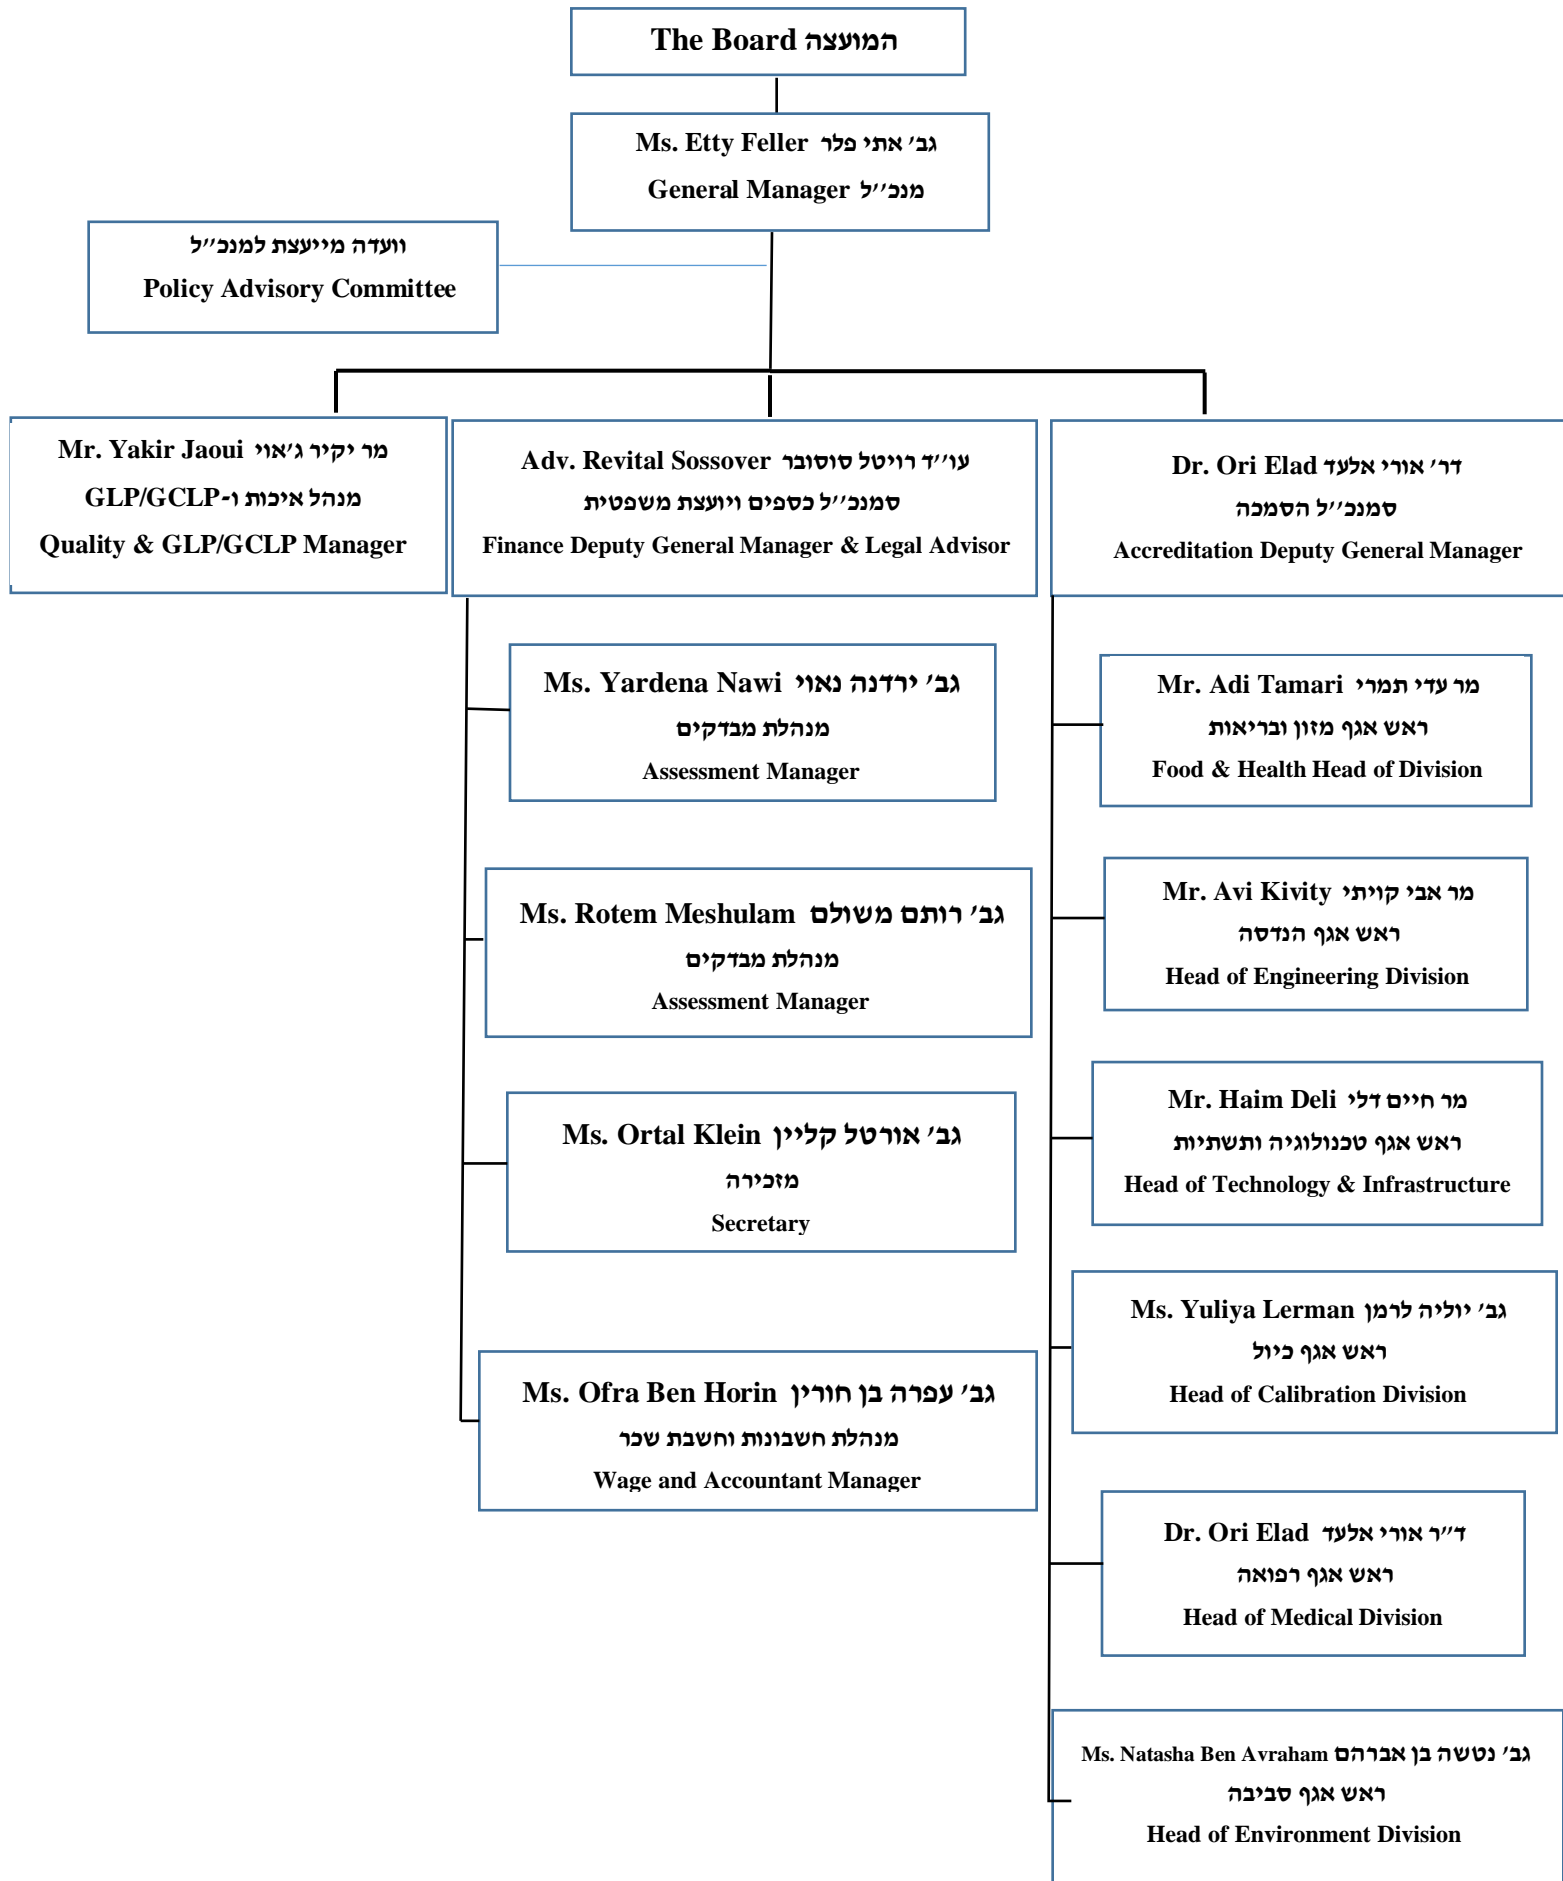 The Board המועצה
Ms. Etty Feller גב׳ אתי פלר
General Manager מנכ׳׳ל
וועדה מייעצת למנכ׳׳ל
Policy Advisory Committee
Mr. Yakir Jaoui מר יקיר ג׳אוי
מנהל איכות ו-GLP/GCLP
Quality & GLP/GCLP Manager
Adv. Revital Sossover עו׳׳ד רויטל סוסובר
סמנכ׳׳ל כספים ויועצת משפטית
Finance Deputy General Manager & Legal Advisor
Dr. Ori Elad דר׳ אורי אלעד
סמנכ׳׳ל הסמכה
Accreditation Deputy General Manager
Ms. Yardena Nawi גב׳ ירדנה נאוי
מנהלת מבדקים
Assessment Manager
Ms. Rotem Meshulam גב׳ רותם משולם
מנהלת מבדקים
Assessment Manager
Ms. Ortal Klein גב׳ אורטל קליין
מזכירה
Secretary
Ms. Ofra Ben Horin גב׳ עפרה בן חורין
מנהלת חשבונות וחשבת שכר
Wage and Accountant Manager
Mr. Adi Tamari מר עדי תמרי
ראש אגף מזון ובריאות
Food & Health Head of Division
Mr. Avi Kivity מר אבי קויתי
ראש אגף הנדסה
Head of Engineering Division
Mr. Haim Deli מר חיים דלי
ראש אגף טכנולוגיה ותשתיות
Head of Technology & Infrastructure
Ms. Yuliya Lerman גב׳ יוליה לרמן
ראש אגף כיול
Head of Calibration Division
Dr. Ori Elad ד״ר אורי אלעד
ראש אגף רפואה
Head of Medical Division
Ms. Natasha Ben Avraham גב׳ נטשה בן אברהם
ראש אגף סביבה
Head of Environment Division